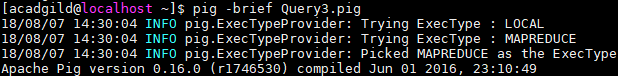 [acadgild@localhost ~]$ pig -brief Query3.pig
18/08/07 14:30:04 INFO pig.ExecTypeProvider: Trying ExecType : LOCAL
18/08/07 14:30:04 INFO pig.ExecTypeProvider: Trying ExecType : MAPREDUCE
18/08/07 14:30:04 INFO pig.ExecTypeProvider: Picked MAPREDUCE as the ExecType
Apache Pig version 0.16.0 (r1746530) compiled Jun 01 2016, 23:10:49